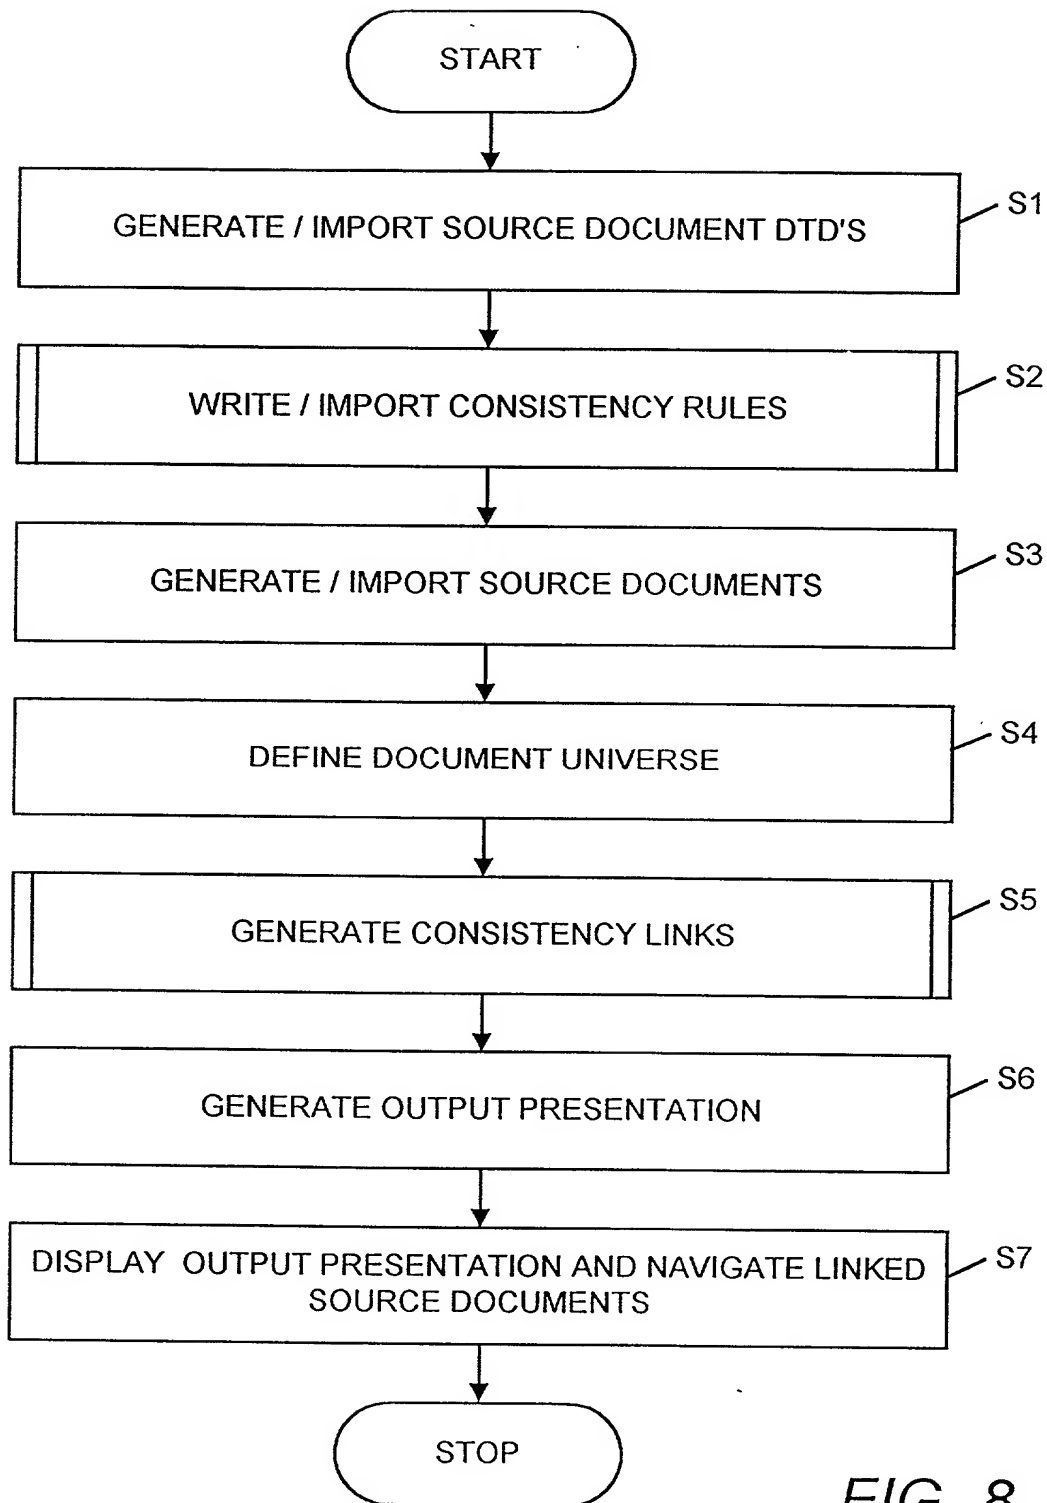 START
GENERATE / IMPORT SOURCE DOCUMENT DTD'S
S1
WRITE / IMPORT CONSISTENCY RULES
S2
GENERATE / IMPORT SOURCE DOCUMENTS
S3
DEFINE DOCUMENT UNIVERSE
S4
GENERATE CONSISTENCY LINKS
S5
GENERATE OUTPUT PRESENTATION
S6
DISPLAY OUTPUT PRESENTATION AND NAVIGATE LINKED
SOURCE DOCUMENTS
S7
STOP
FIG. 8